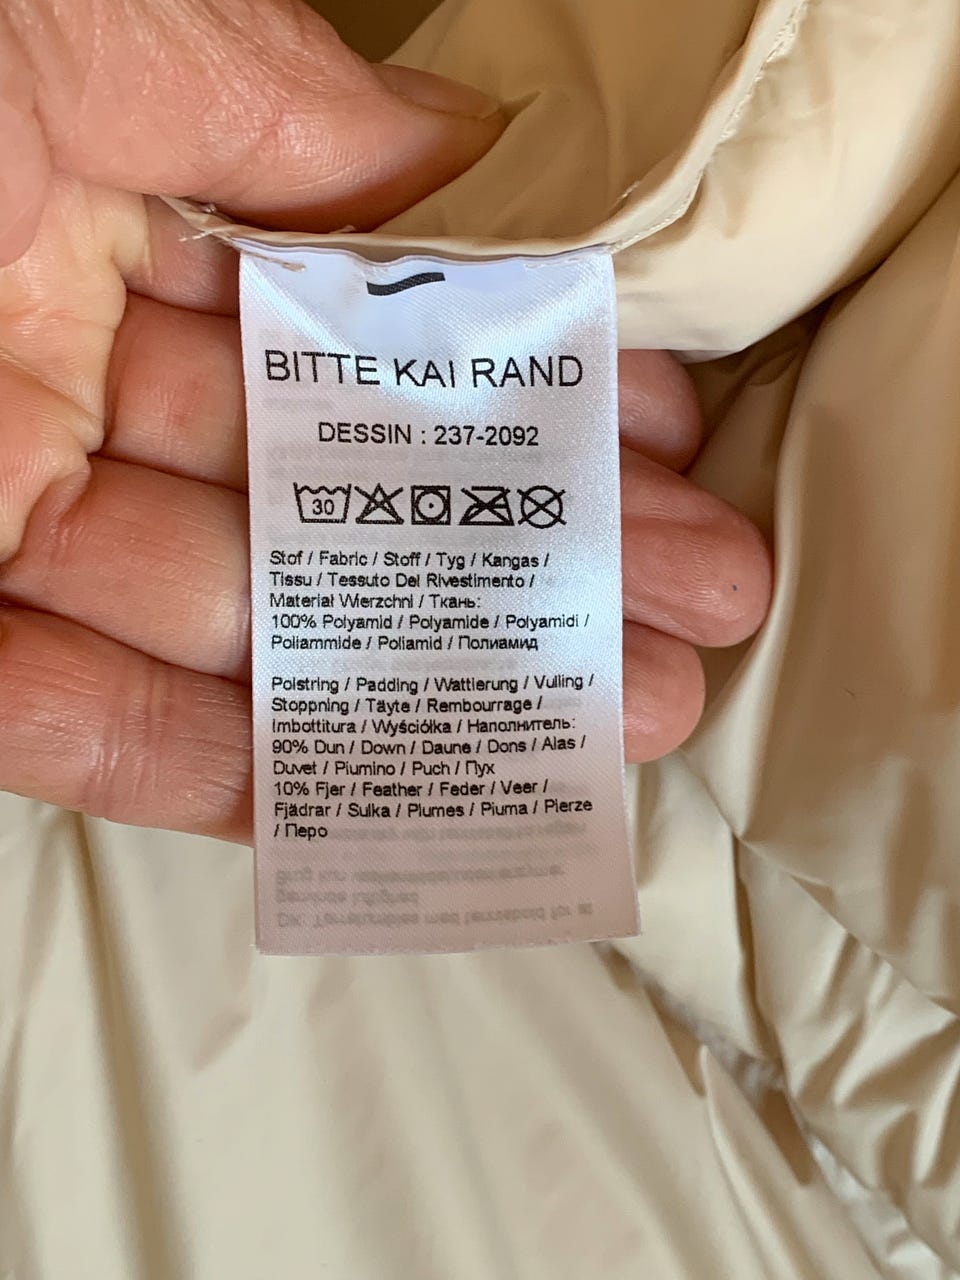 BITTE KAI RAND
DESSIN : 237-2092
30
Stof / Fabric / Stoff / Tyg / Kangas /
Tissu / Tessuto Del Rivestimento /
Materiał Wierzchni / Ткань:
100% Polyamid / Polyamide / Polyamidi /
Poliammide / Poliamid / Полиамид
Polstring / Padding / Wattierung / Vulling /
Stoppning / Täyte / Rembourrage /
Imbottitura / Wyściółka / Наполнитель:
90% Dun / Down / Daune / Dons / Alas /
Duvet / Piumino / Puch / Пух
10% Fjer / Feather / Feder / Veer /
Fjädrar / Sulka / Plumes / Piuma / Pierze
/ Перо